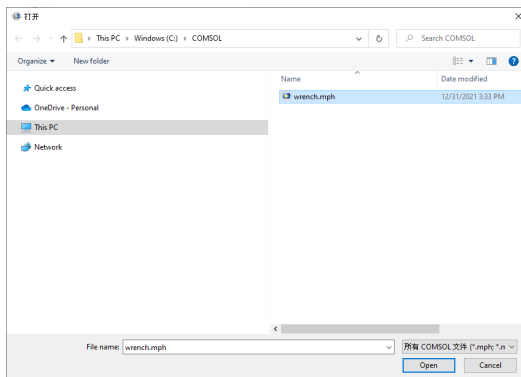 打开
This PC › Windows (C:) › COMSOL
Search COMSOL
Organize
New folder
Quick access
OneDrive - Personal
This PC
Network
Name
Date modified
wrench.mph
12/31/2021 3:33 PM
File name:
wrench.mph
所有 COMSOL 文件 (*.mph; *.n
Open
Cancel